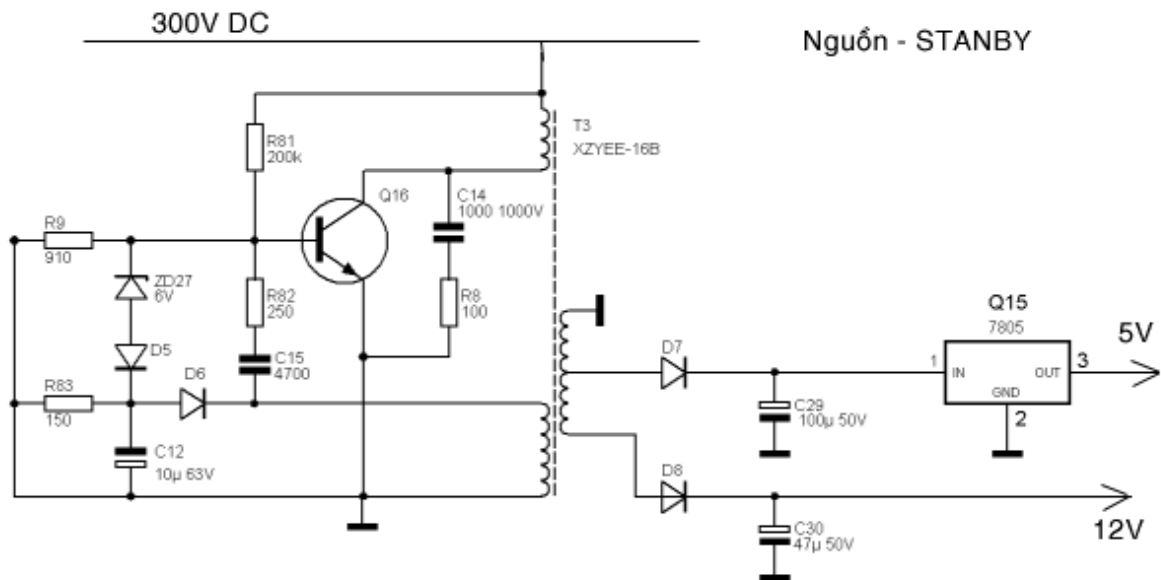 300V DC
Nguồn - STANBY
T3
XZYEE-16B
R81
200k
Q16
C14
1000 1000V
R9
910
ZD27
6V
R82
250
R8
100
Q15
7805
5V
D5
C15
4700
D7
1
IN
OUT
3
GND
2
R83
150
D6
C29
100µ 50V
C12
10µ 63V
D8
12V
C30
47µ 50V